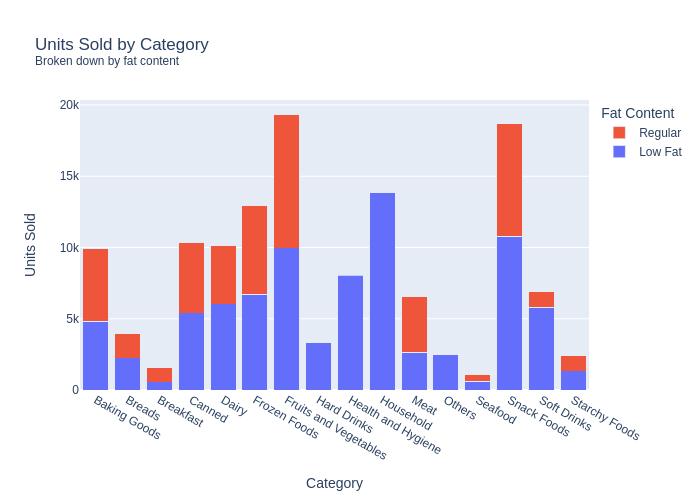 Units Sold by Category
Broken down by fat content
20k
15k
10k
5k
0
Units Sold
Baking Goods
Breads
Breakfast
Canned
Dairy
Frozen Foods
Fruits and Vegetables
Hard Drinks
Health and Hygiene
Household
Meat
Others
Seafood
Snack Foods
Soft Drinks
Starchy Foods
Category
Fat Content
Regular
Low Fat